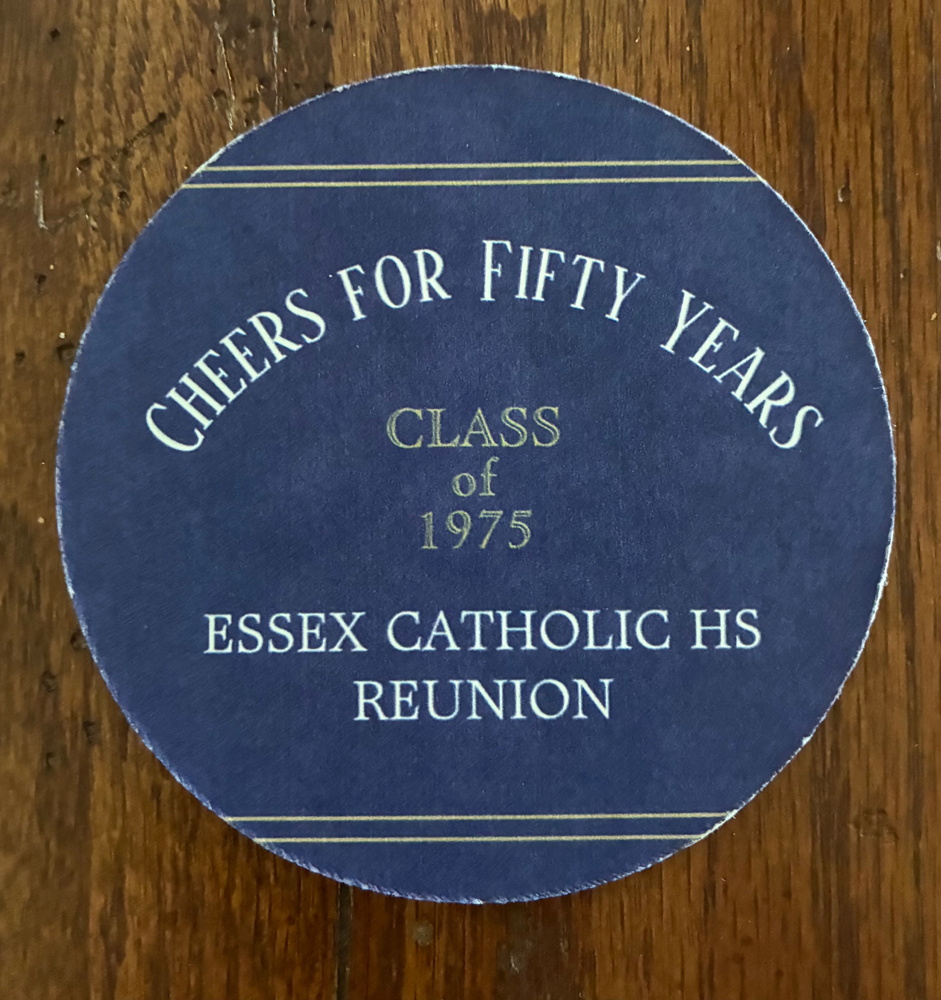 CHEERS FOR FIFTY YEARS
CLASS
of
1975
ESSEX CATHOLIC HS
REUNION